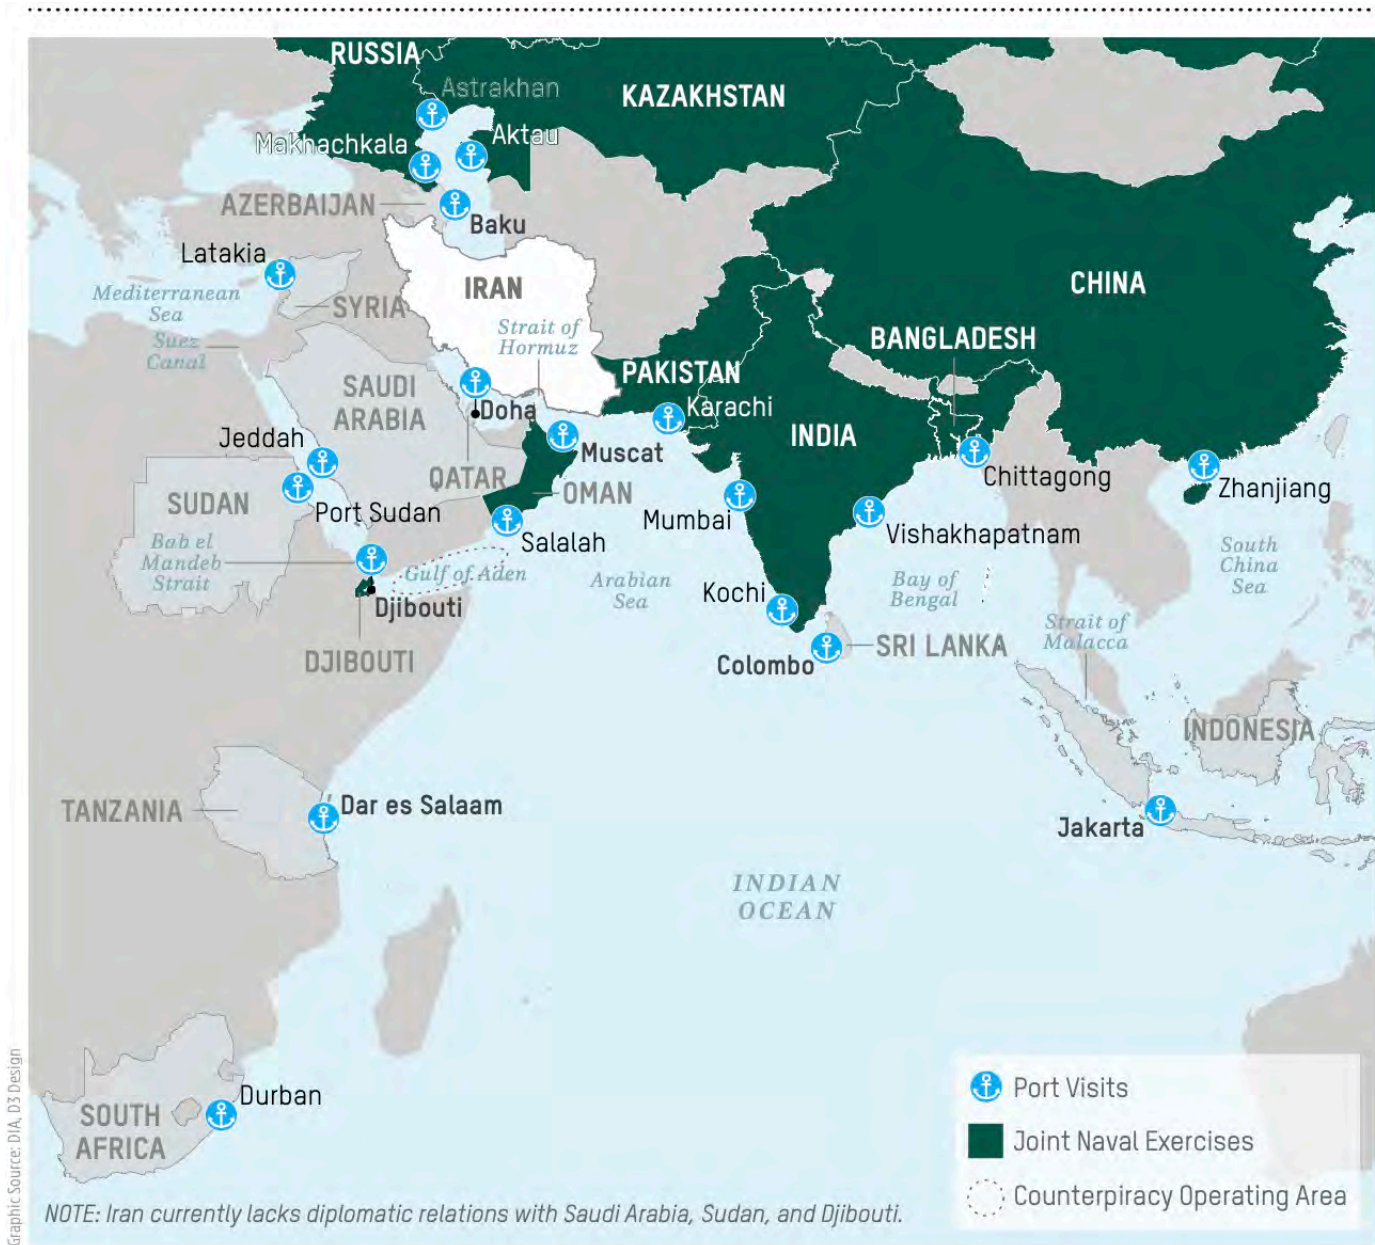 RUSSIA
Astrakhan
KAZAKHSTAN
Makhachkala
Aktau
AZERBAIJAN
Baku
Latakia
IRAN
CHINA
Mediterranean
Sea
SYRIA
Strait of
Hormuz
BANGLADESH
Suez
Canal
PAKISTAN
SAUDI
ARABIA
Doha
Karachi
INDIA
Jeddah
Muscat
QATAR
Chittagong
OMAN
Zhanjiang
SUDAN
Port Sudan
Mumbai
Vishakhapatnam
Salalah
Bab el
Mandeb
Strait
Gulf of Aden
Arabian
Sea
Bay of
Bengal
South
China
Sea
Kochi
Djibouti
Strait of
Malacca
DJIBOUTI
Colombo
SRI LANKA
INDONESIA
TANZANIA
Dar es Salaam
Jakarta
INDIAN
OCEAN
Durban
SOUTH
AFRICA
Port Visits
Joint Naval Exercises
Counterpiracy Operating Area
NOTE: Iran currently lacks diplomatic relations with Saudi Arabia, Sudan, and Djibouti.
Graphic Source: DIA, D3 Design